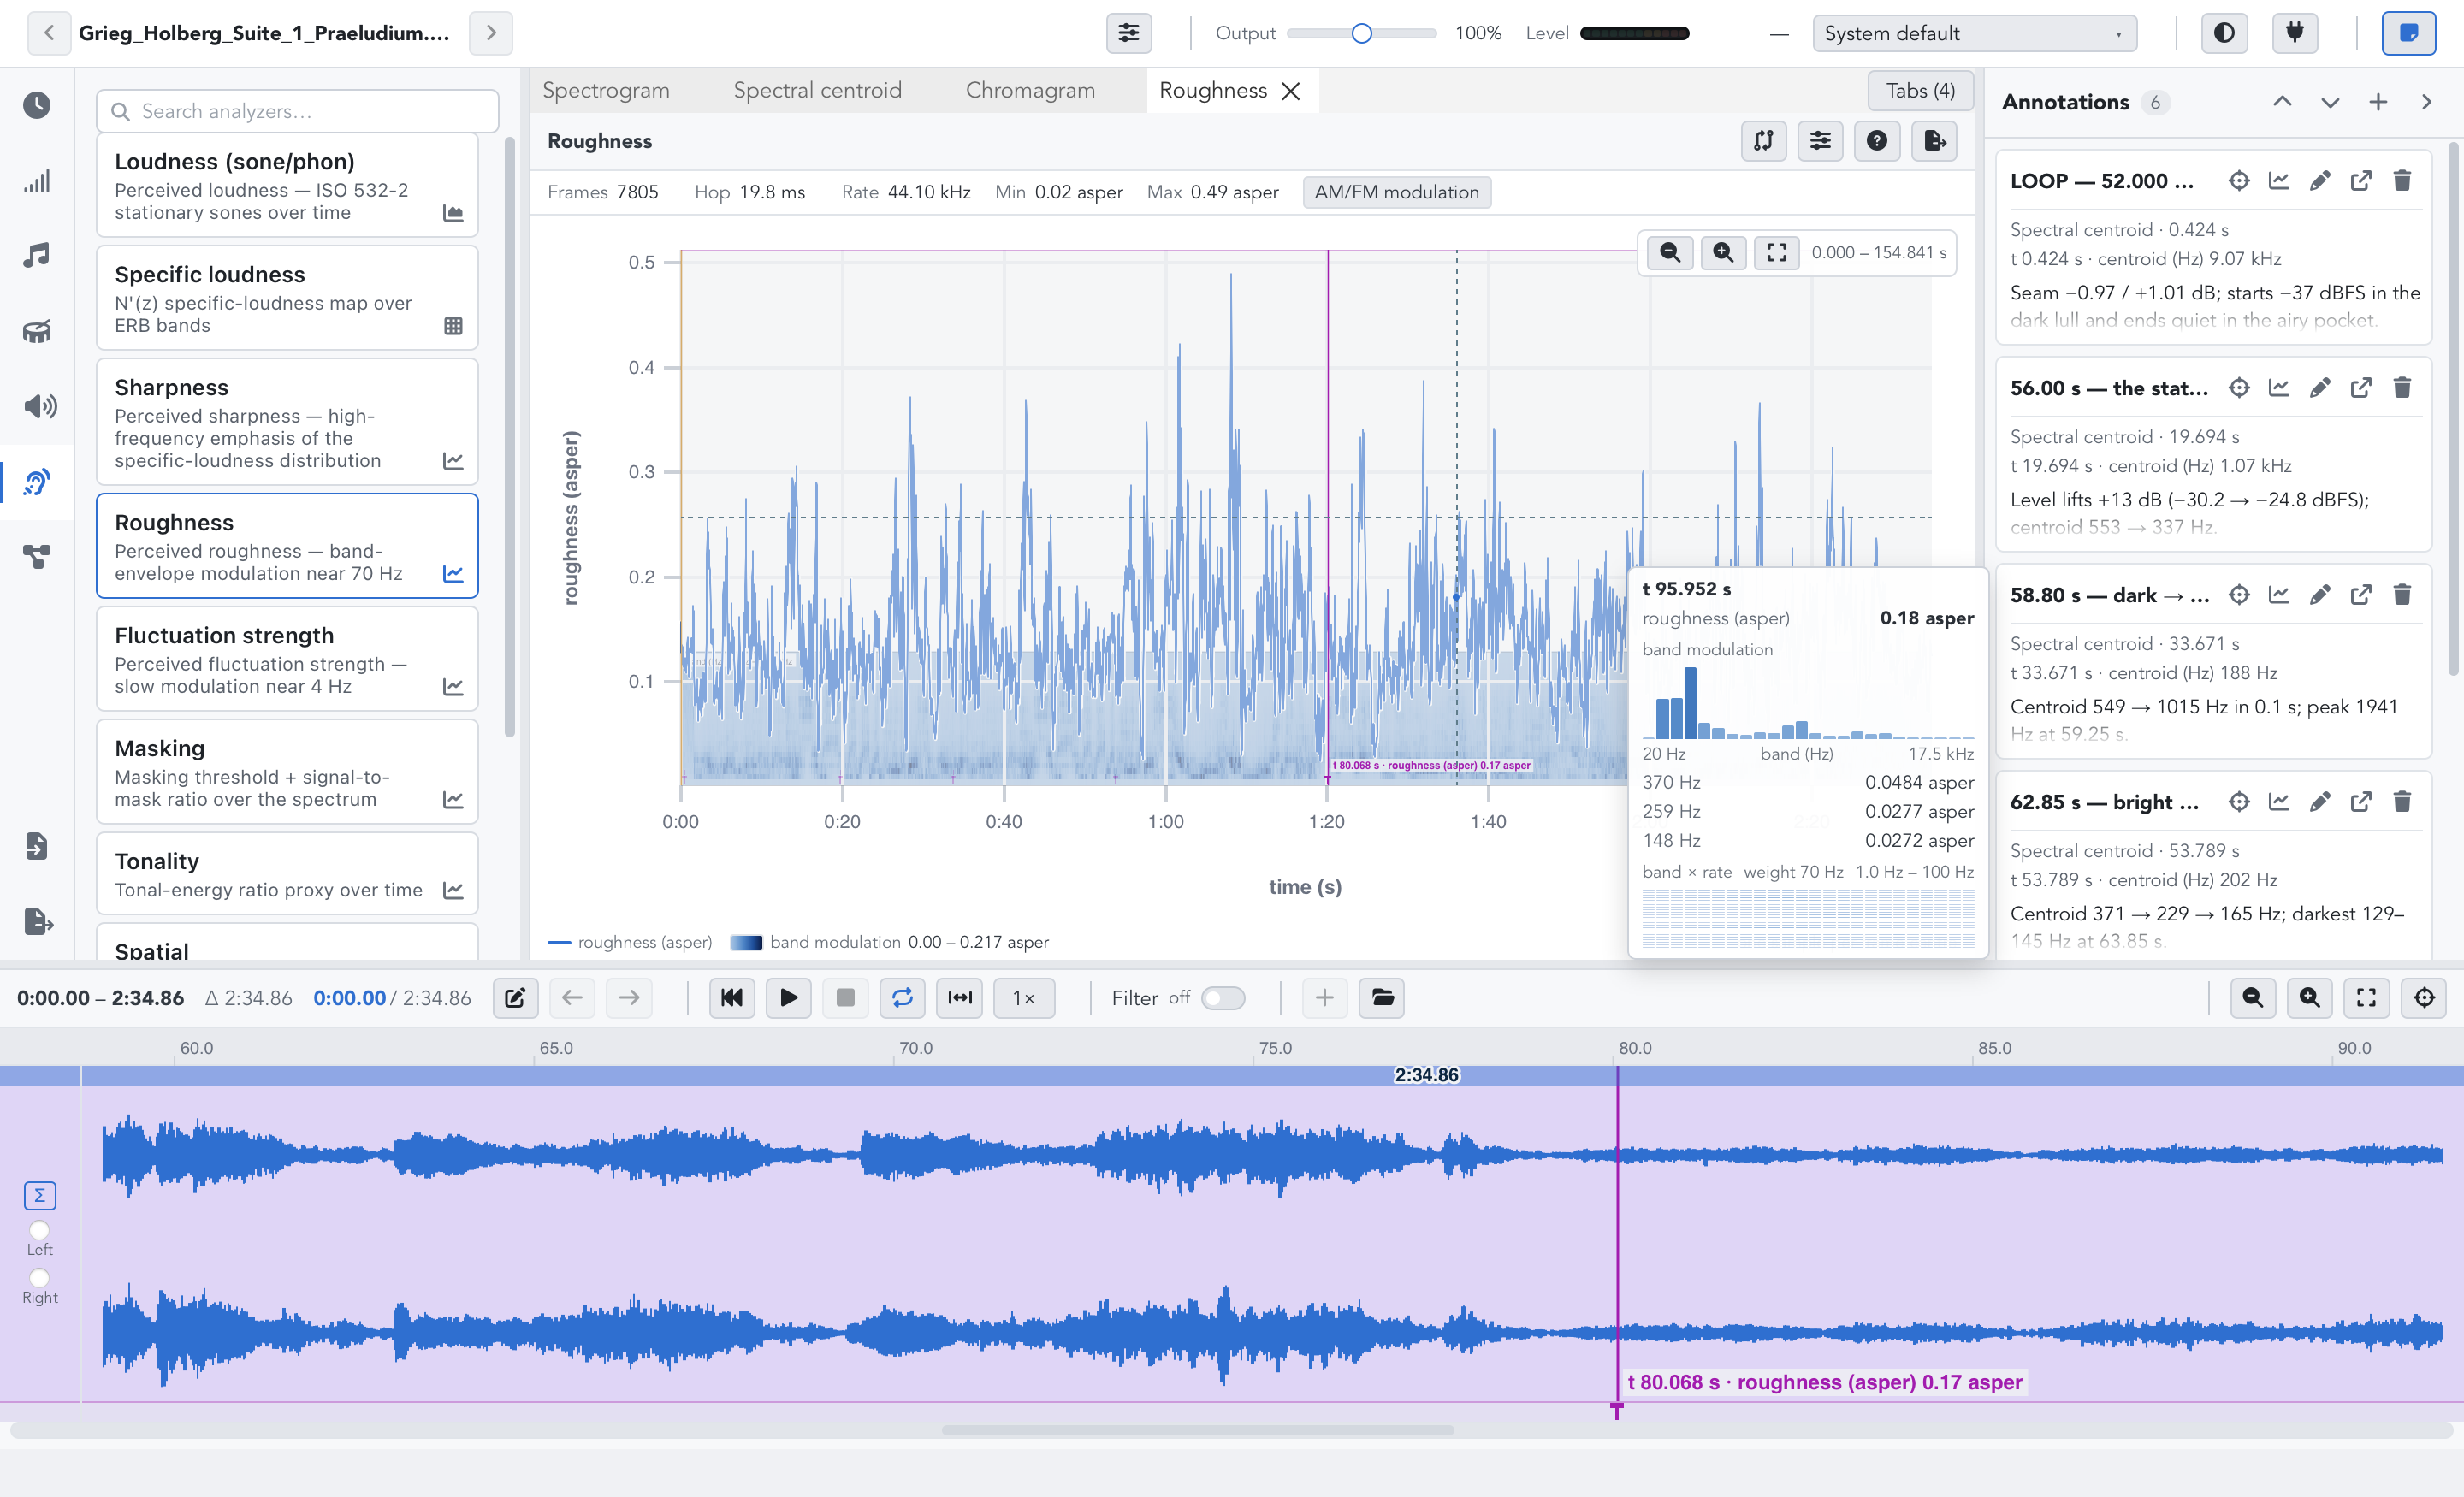 Grieg_Holberg_Suite_1_Praeludium....
Output 100% Level — System default
Search analyzers…
Loudness (sone/phon)
Perceived loudness — ISO 532-2
stationary sones over time
Specific loudness
N'(z) specific-loudness map over
ERB bands
Sharpness
Perceived sharpness — high-
frequency emphasis of the
specific-loudness distribution
Roughness
Perceived roughness — band-
envelope modulation near 70 Hz
Fluctuation strength
Perceived fluctuation strength —
slow modulation near 4 Hz
Masking
Masking threshold + signal-to-
mask ratio over the spectrum
Tonality
Tonal-energy ratio proxy over time
Spatial
Spectrogram Spectral centroid Chromagram Roughness Tabs (4)
Roughness
Frames 7805 Hop 19.8 ms Rate 44.10 kHz Min 0.02 asper Max 0.49 asper AM/FM modulation
0.000 – 154.841 s
roughness (asper)
0.5
0.4
0.3
0.2
0.1
t 80.068 s · roughness (asper) 0.17 asper
0:00 0:20 0:40 1:00 1:20 1:40
time (s)
roughness (asper) band modulation 0.00 – 0.217 asper
t 95.952 s
roughness (asper) 0.18 asper
band modulation
20 Hz band (Hz) 17.5 kHz
370 Hz 0.0484 asper
259 Hz 0.0277 asper
148 Hz 0.0272 asper
band × rate weight 70 Hz 1.0 Hz – 100 Hz
Annotations 6
LOOP — 52.000 ...
Spectral centroid · 0.424 s
t 0.424 s · centroid (Hz) 9.07 kHz
Seam −0.97 / +1.01 dB; starts −37 dBFS in the
dark lull and ends quiet in the airy pocket.
56.00 s — the stat...
Spectral centroid · 19.694 s
t 19.694 s · centroid (Hz) 1.07 kHz
Level lifts +13 dB (−30.2 → −24.8 dBFS);
centroid 553 → 337 Hz.
58.80 s — dark → ...
Spectral centroid · 33.671 s
t 33.671 s · centroid (Hz) 188 Hz
Centroid 549 → 1015 Hz in 0.1 s; peak 1941
Hz at 59.25 s.
62.85 s — bright ...
Spectral centroid · 53.789 s
t 53.789 s · centroid (Hz) 202 Hz
Centroid 371 → 229 → 165 Hz; darkest 129–
145 Hz at 63.85 s.
0:00.00 – 2:34.86 Δ 2:34.86 0:00.00 / 2:34.86 1× Filter off
60.0 65.0 70.0 75.0 80.0 85.0 90.0
2:34.86
Σ
Left
Right
t 80.068 s · roughness (asper) 0.17 asper